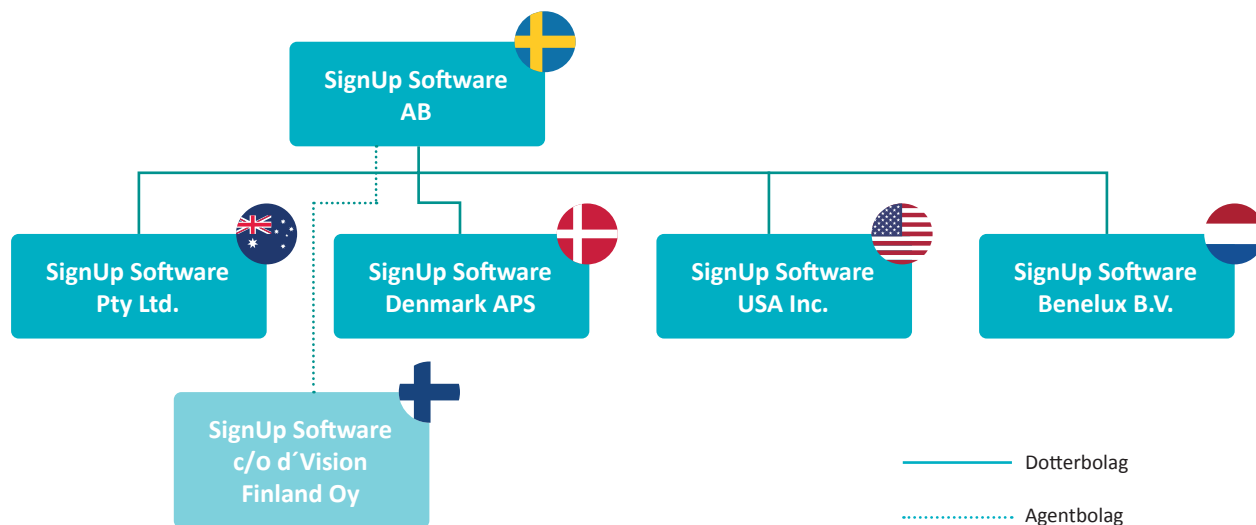 SignUp Software
AB
SignUp Software
Pty Ltd.
SignUp Software
Denmark APS
SignUp Software
USA Inc.
SignUp Software
Benelux B.V.
SignUp Software
c/o d´Vision
Finland Oy
Dotterbolag
Agentbolag